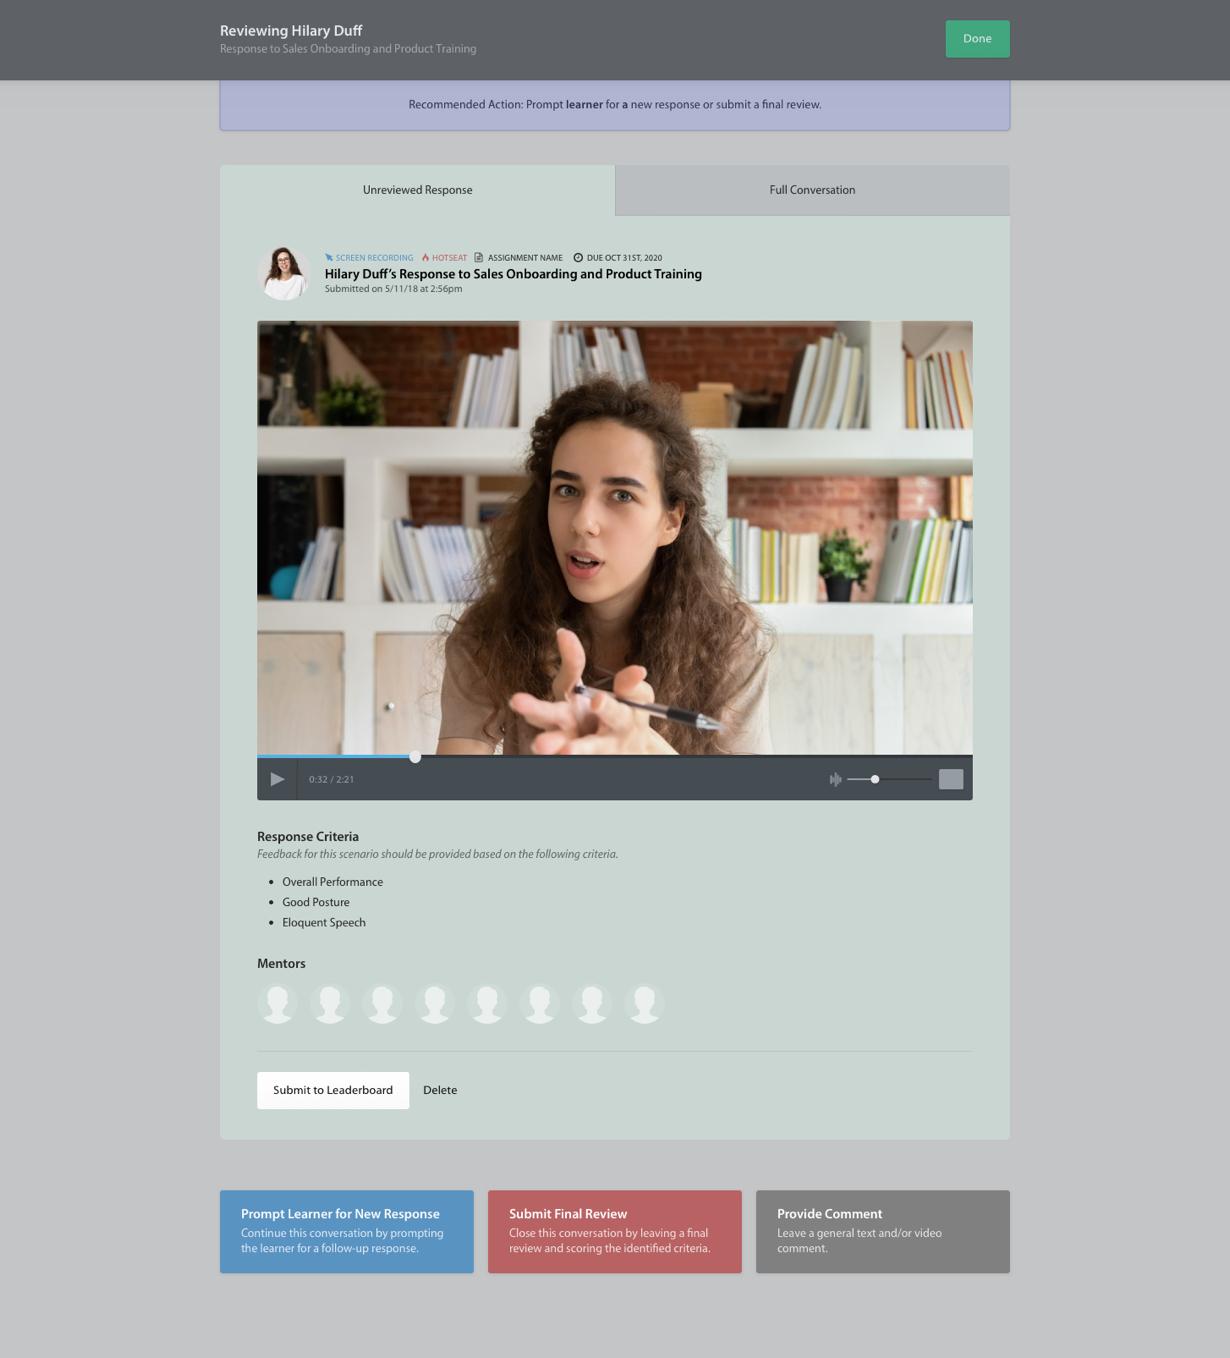 Reviewing Hilary Duff
Response to Sales Onboarding and Product Training
Done
Recommended Action: Prompt learner for a new response or submit a final review.
Unreviewed Response
Full Conversation
SCREEN RECORDING HOTSEAT ASSIGNMENT NAME DUE OCT 31ST, 2020
Hilary Duff’s Response to Sales Onboarding and Product Training
Submitted on 5/11/18 at 2:56pm
0:32 / 2:21
Response Criteria
Feedback for this scenario should be provided based on the following criteria.
• Overall Performance
• Good Posture
• Eloquent Speech
Mentors
Submit to Leaderboard
Delete
Prompt Learner for New Response
Continue this conversation by prompting
the learner for a follow-up response.
Submit Final Review
Close this conversation by leaving a final
review and scoring the identified criteria.
Provide Comment
Leave a general text and/or video
comment.